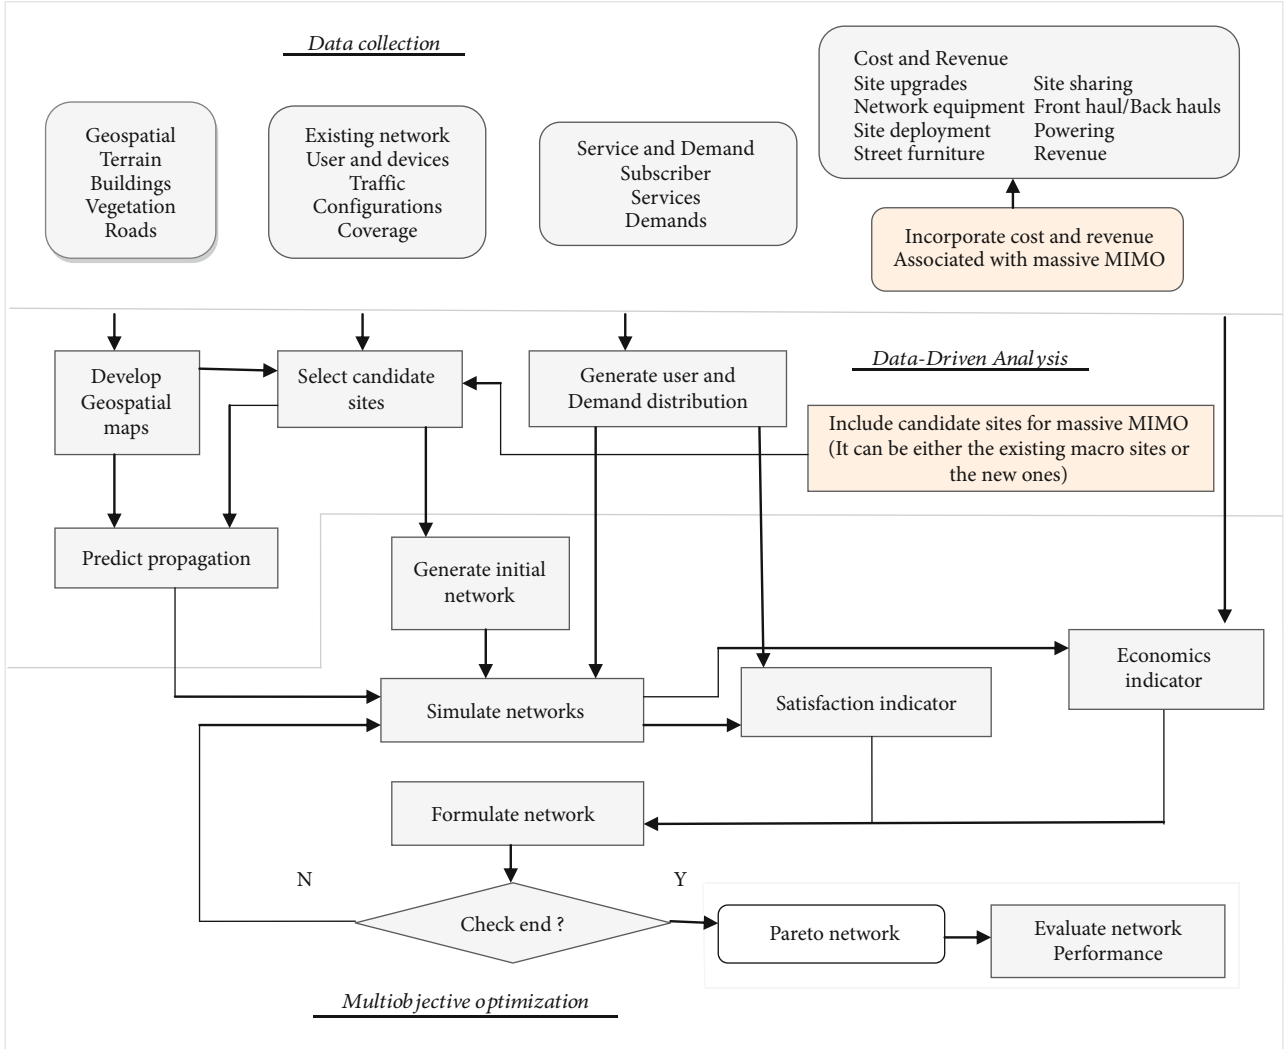 Data collection
Geospatial
Terrain
Buildings
Vegetation
Roads
Existing network
User and devices
Traffic
Configurations
Coverage
Service and Demand
Subscriber
Services
Demands
Cost and Revenue
Site upgrades Site sharing
Network equipment Front haul/Back hauls
Site deployment Powering
Street furniture Revenue
Incorporate cost and revenue
Associated with massive MIMO
Data-Driven Analysis
Develop
Geospatial
maps
Select candidate
sites
Generate user and
Demand distribution
Include candidate sites for massive MIMO
(It can be either the existing macro sites or
the new ones)
Predict propagation
Generate initial
network
Economics
indicator
Simulate networks
Satisfaction indicator
Formulate network
N
Y
Check end ?
Pareto network
Evaluate network
Performance
Multiobjective optimization